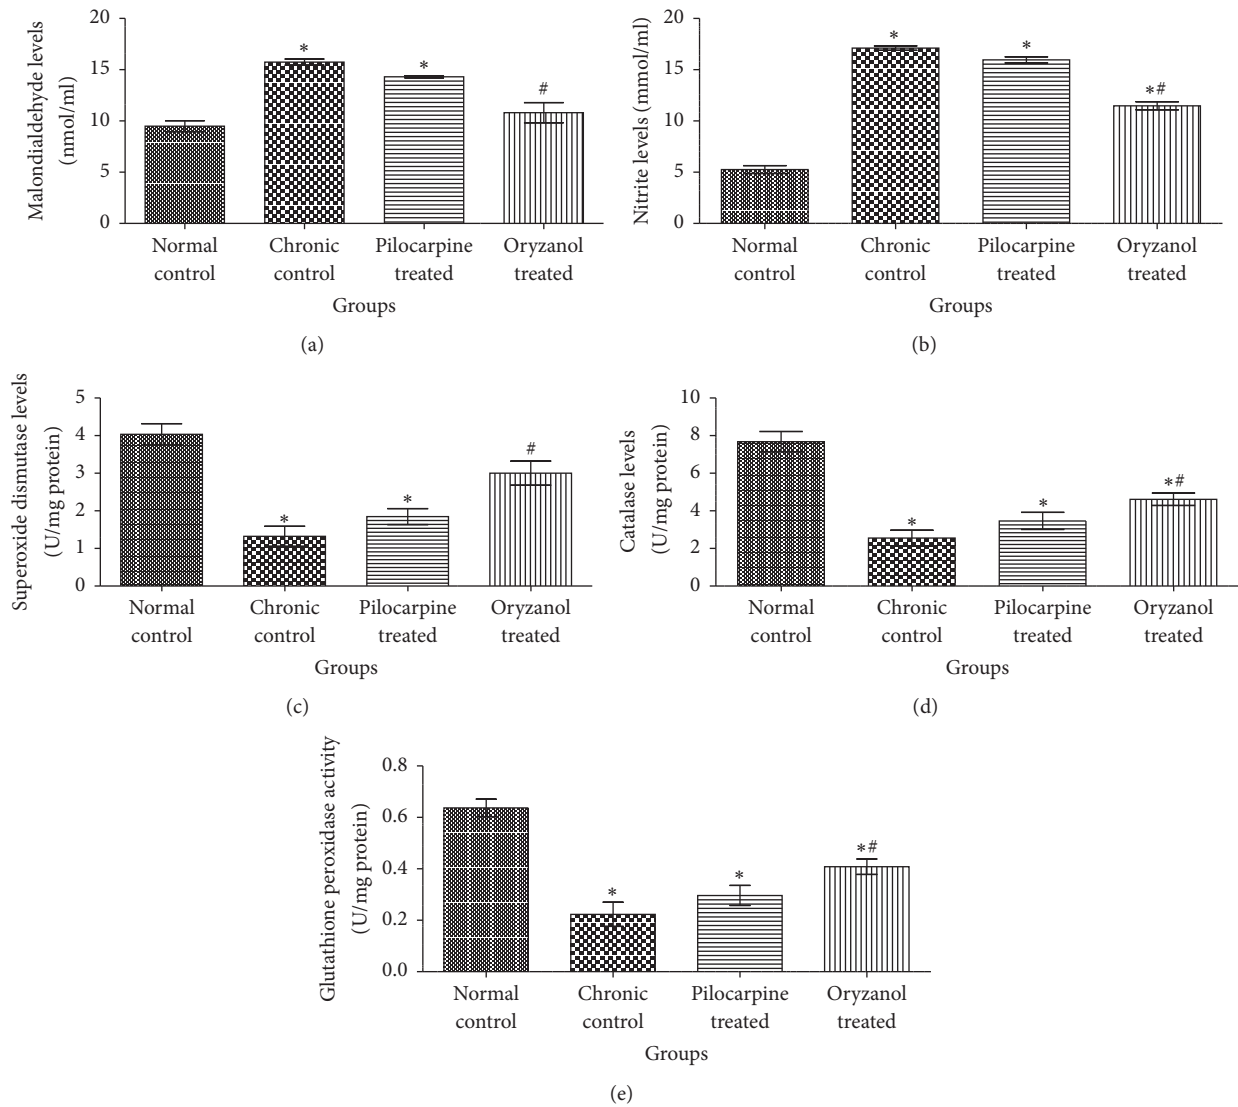 Malondialdehyde levels
(nmol/ml)
20
15
10
5
0
*
*
#
Normal
control
Chronic
control
Pilocarpine
treated
Oryzanol
treated
Groups
(a)
Nitrite levels (mmol/ml)
20
15
10
5
0
*
*
*#
Normal
control
Chronic
control
Pilocarpine
treated
Oryzanol
treated
Groups
(b)
Superoxide dismutase levels
(U/mg protein)
5
4
3
2
1
0
*
*
#
Normal
control
Chronic
control
Pilocarpine
treated
Oryzanol
treated
Groups
(c)
Catalase levels
(U/mg protein)
10
8
6
4
2
0
*
*
*#
Normal
control
Chronic
control
Pilocarpine
treated
Oryzanol
treated
Groups
(d)
Glutathione peroxidase activity
(U/mg protein)
0.8
0.6
0.4
0.2
0.0
*
*
*#
Normal
control
Chronic
control
Pilocarpine
treated
Oryzanol
treated
Groups
(e)